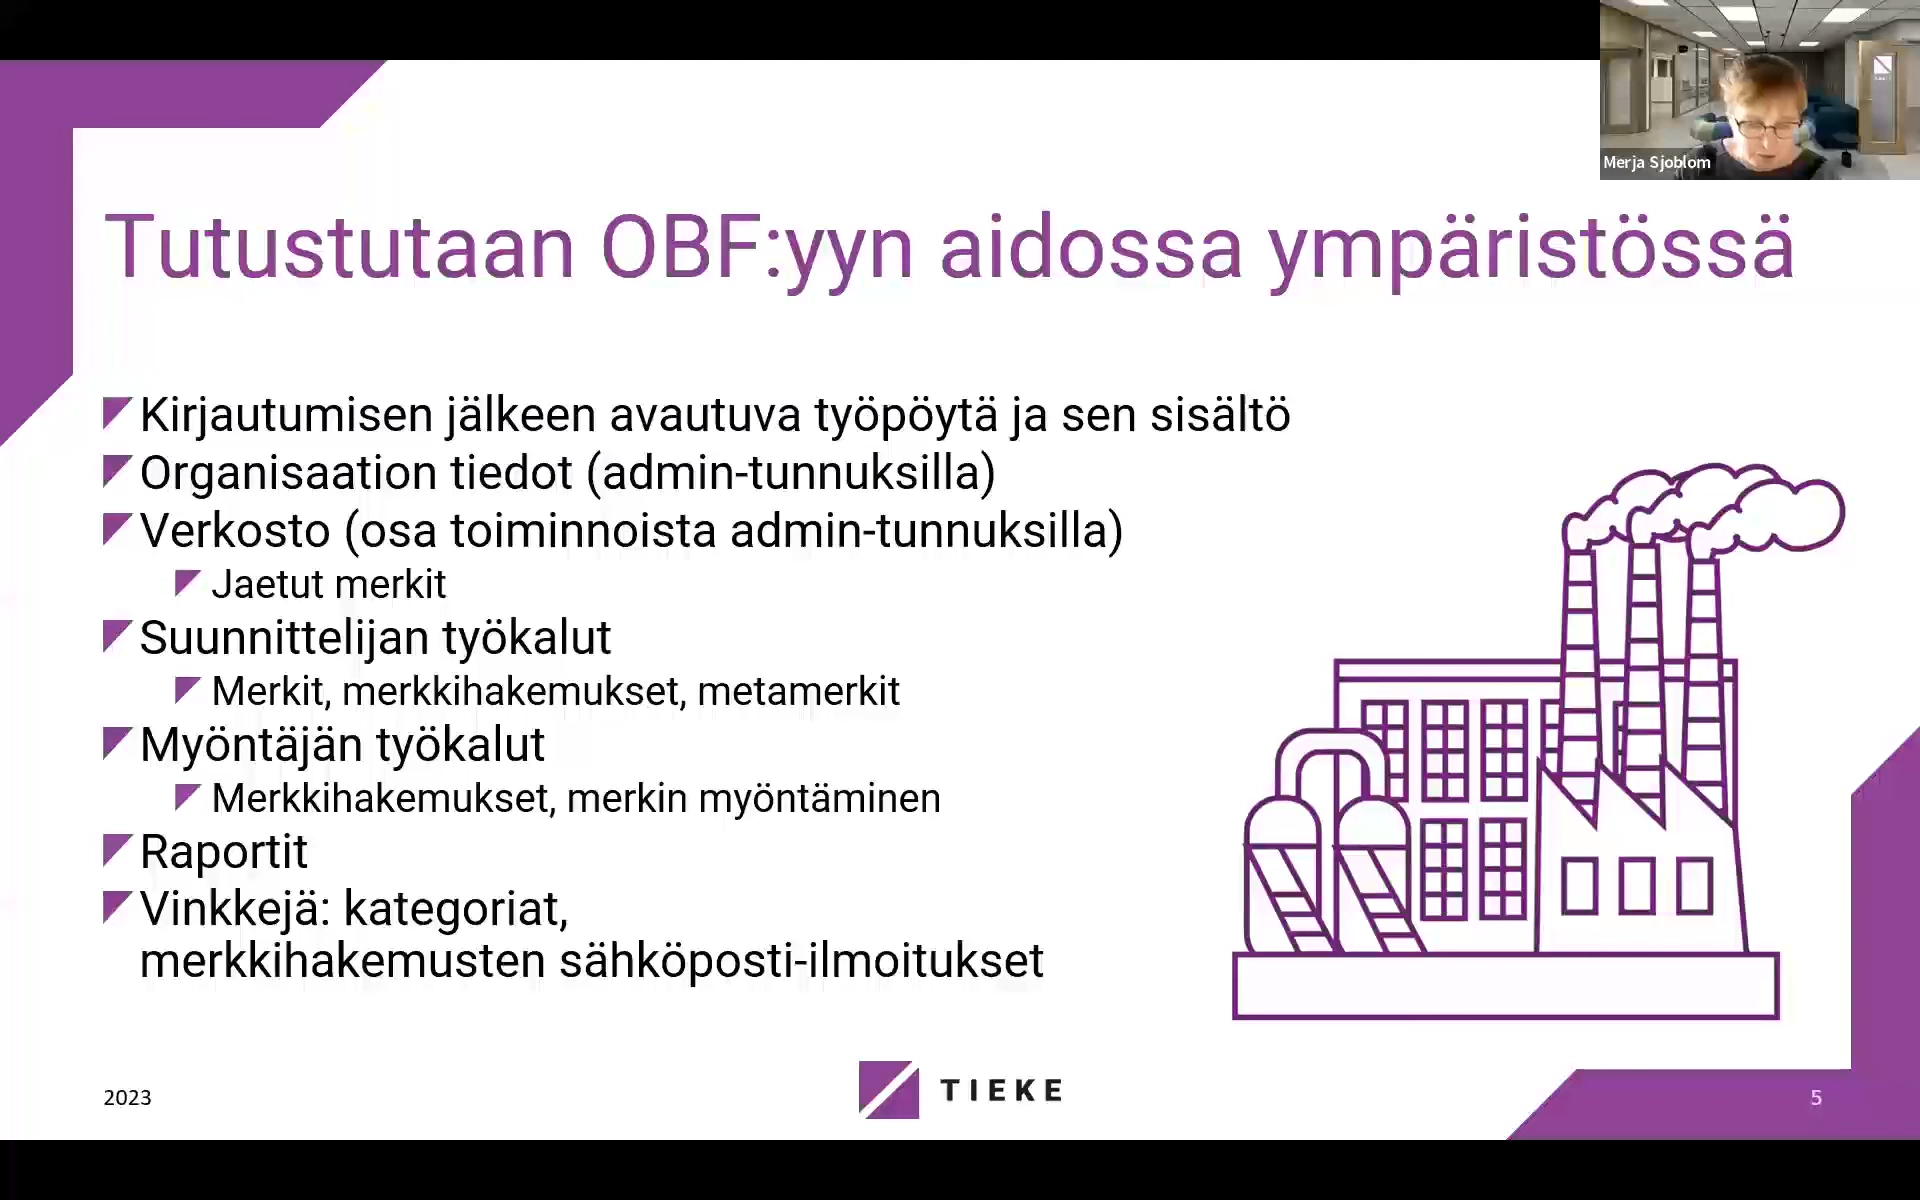 Merja Sjoblom
Tutustutaan OBF:yyn aidossa ympäristössä
Kirjautumisen jälkeen avautuva työpöytä ja sen sisältö
Organisaation tiedot (admin-tunnuksilla)
Verkosto (osa toiminnoista admin-tunnuksilla)
Jaetut merkit
Suunnittelijan työkalut
Merkit, merkkihakemukset, metamerkit
Myöntäjän työkalut
Merkkihakemukset, merkin myöntäminen
Raportit
Vinkkejä: kategoriat,
merkkihakemusten sähköposti-ilmoitukset
2023
TIEKE
5